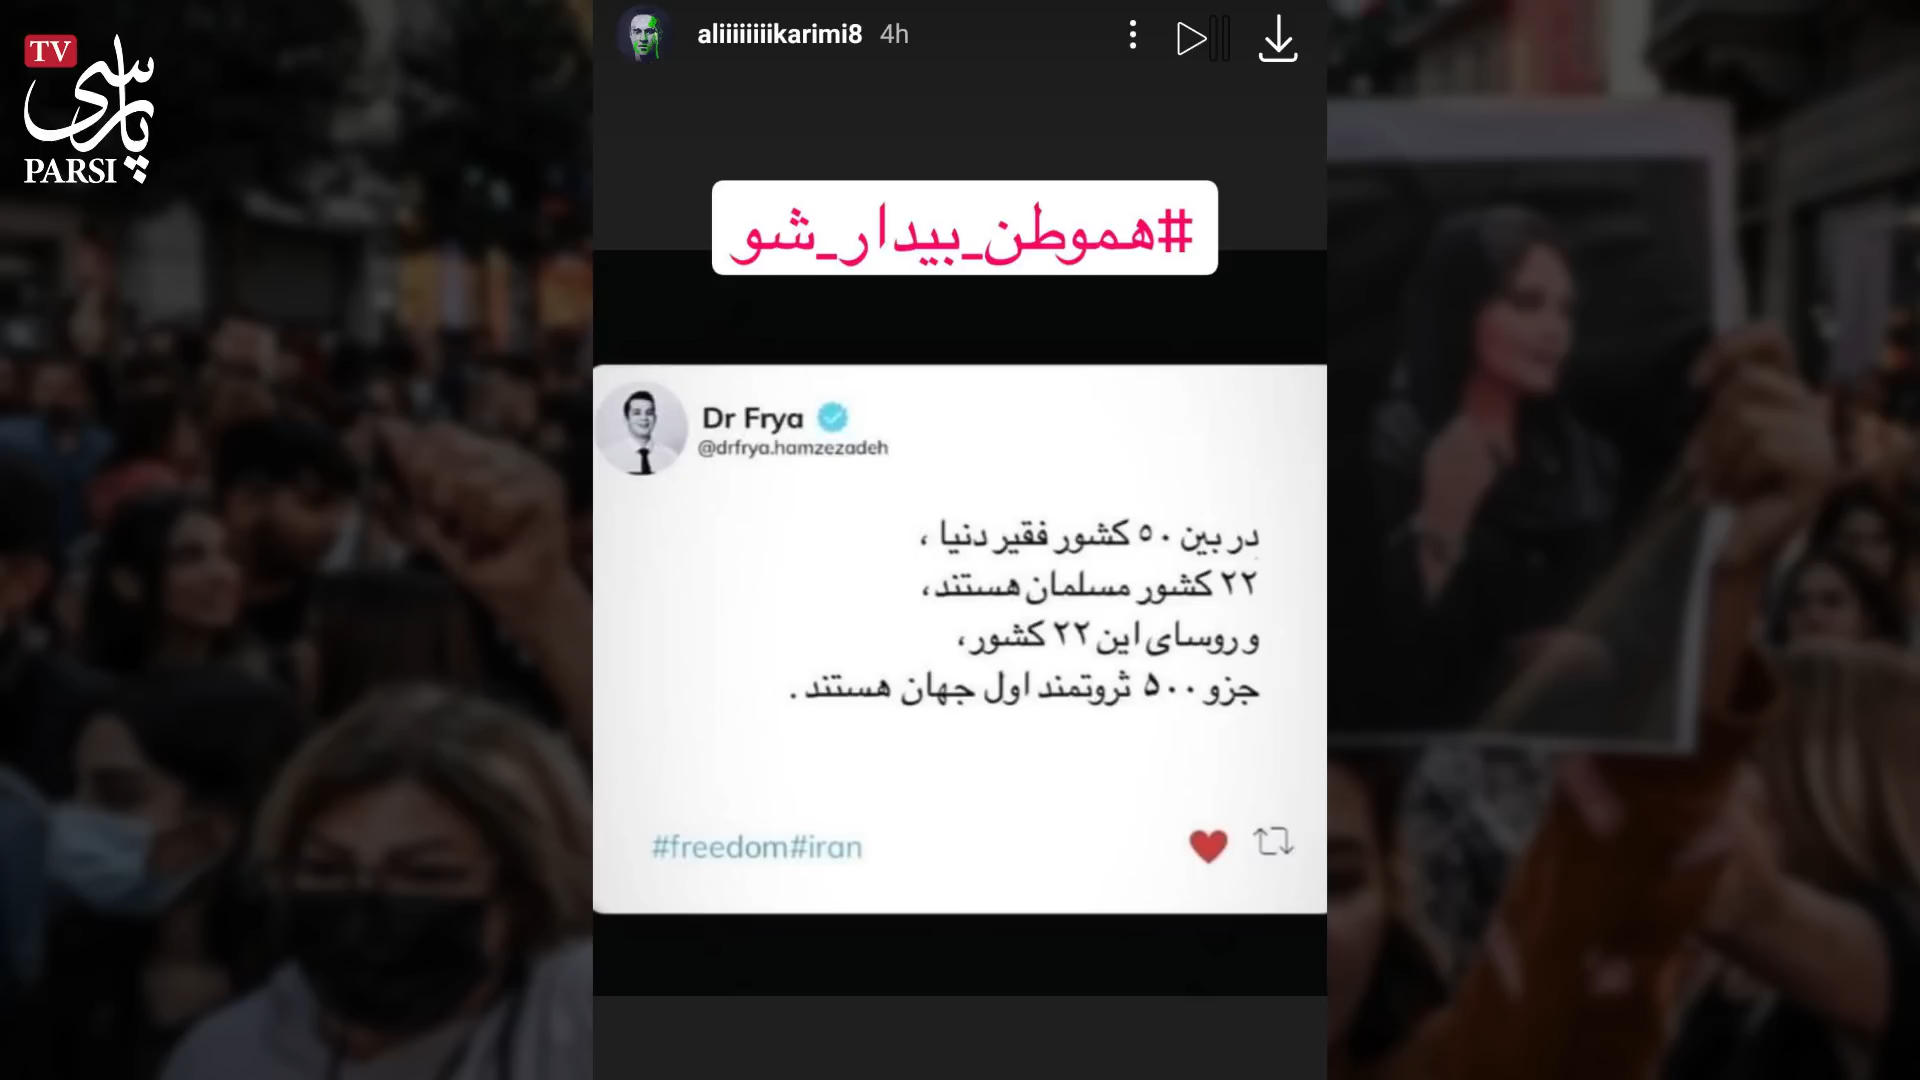 TV
پارسی
PARSI
aliiiiiiiikarimi8 4h
#هموطن_بیدار_شو
Dr Frya
@drfrya.hamzezadeh
در بین ۵۰ کشور فقیر دنیا ،
۲۲ کشور مسلمان هستند،
و روسای این ۲۲ کشور،
جزو ۵۰۰ ثروتمند اول جهان هستند .
#freedom#iran